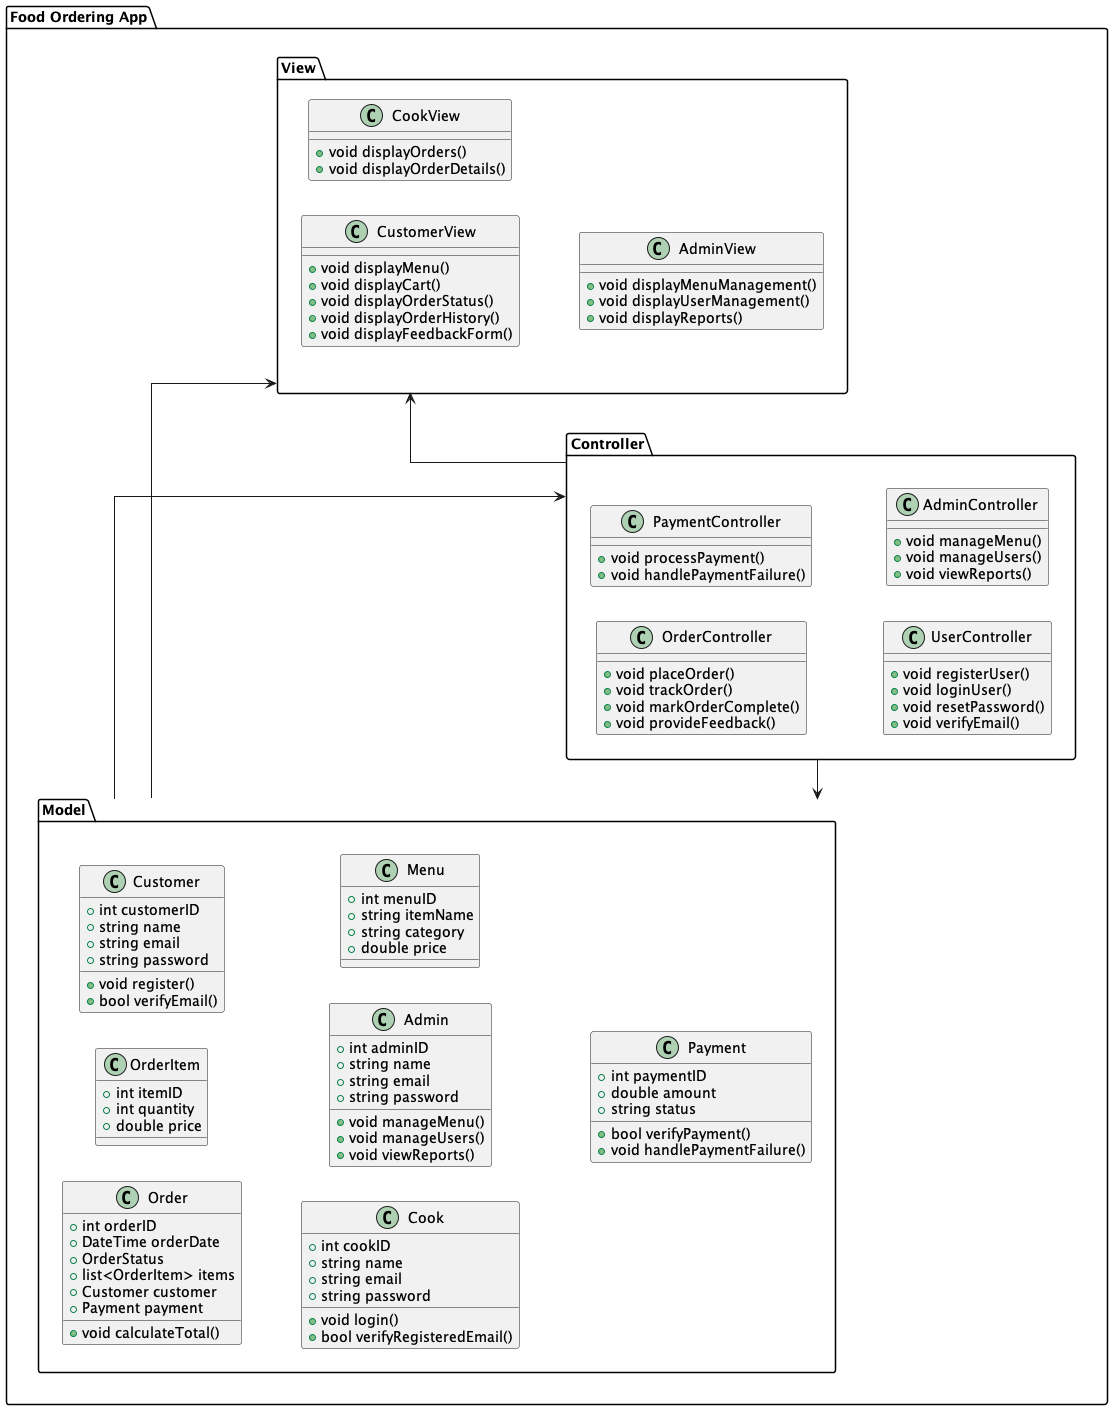 Food Ordering App
View
C CookView
void displayOrders()
void displayOrderDetails()
C CustomerView
void displayMenu()
void displayCart()
void displayOrderStatus()
void displayOrderHistory()
void displayFeedbackForm()
C AdminView
void displayMenuManagement()
void displayUserManagement()
void displayReports()
Controller
C PaymentController
void processPayment()
void handlePaymentFailure()
C AdminController
void manageMenu()
void manageUsers()
void viewReports()
C OrderController
void placeOrder()
void trackOrder()
void markOrderComplete()
void provideFeedback()
C UserController
void registerUser()
void loginUser()
void resetPassword()
void verifyEmail()
Model
C Customer
int customerID
string name
string email
string password
void register()
bool verifyEmail()
C Menu
int menuID
string itemName
string category
double price
C OrderItem
int itemID
int quantity
double price
C Admin
int adminID
string name
string email
string password
void manageMenu()
void manageUsers()
void viewReports()
C Payment
int paymentID
double amount
string status
bool verifyPayment()
void handlePaymentFailure()
C Order
int orderID
DateTime orderDate
OrderStatus
list<OrderItem> items
Customer customer
Payment payment
void calculateTotal()
C Cook
int cookID
string name
string email
string password
void login()
bool verifyRegisteredEmail()